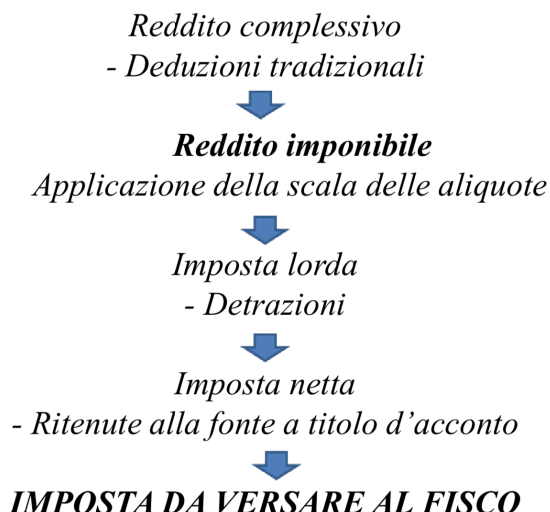 Reddito complessivo
- Deduzioni tradizionali
Reddito imponibile
Applicazione della scala delle aliquote
Imposta lorda
- Detrazioni
Imposta netta
- Ritenute alla fonte a titolo d'acconto
IMPOSTA DA VERSARE AL FISCO